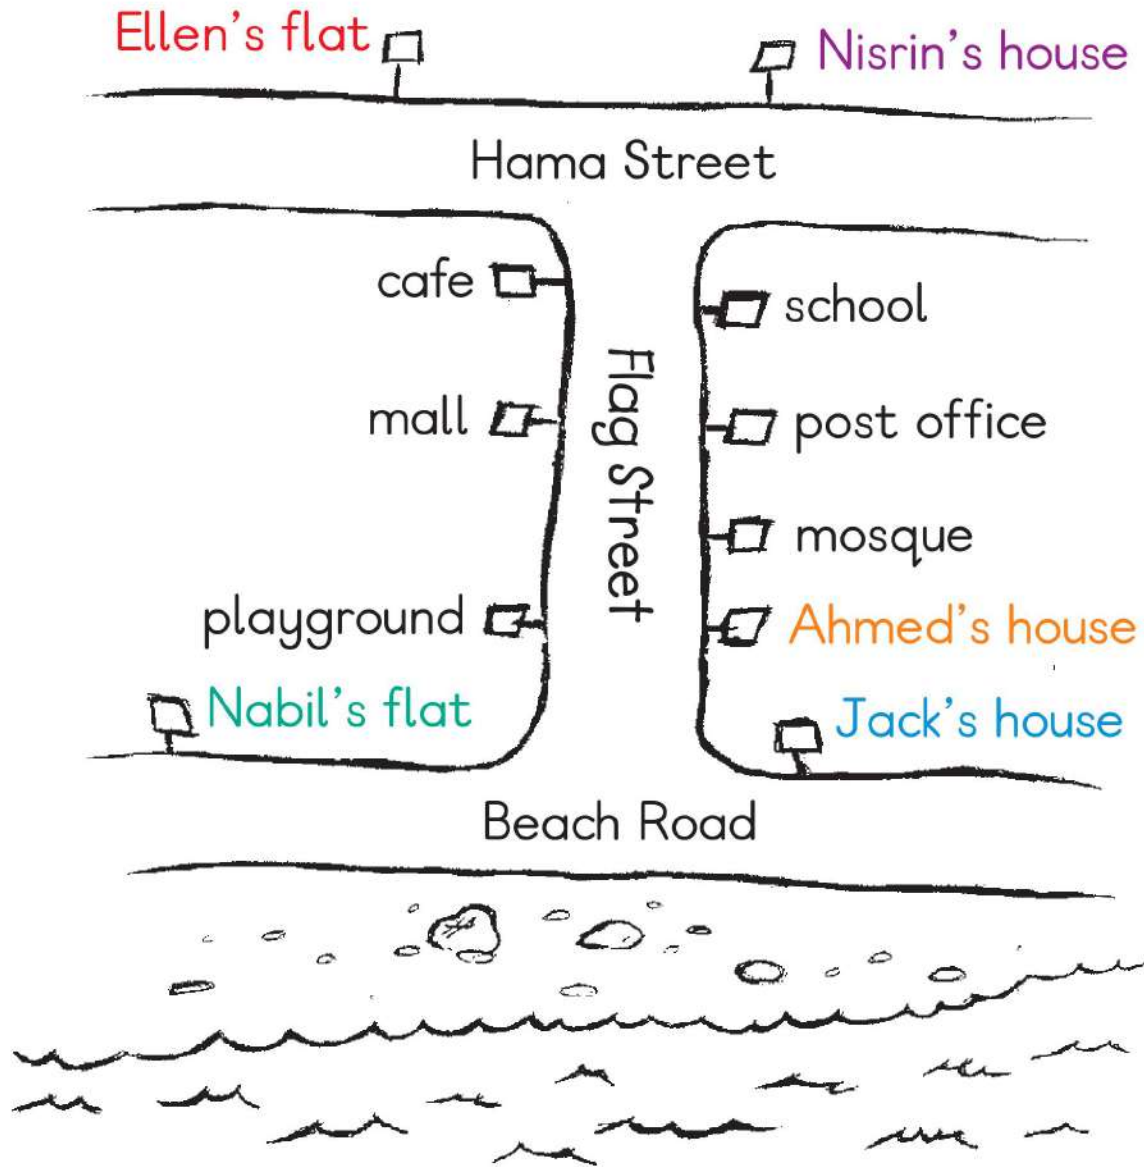 Ellen's flat
Nisrin's house
Hama Street
cafe
school
Flag Street
mall
post office
mosque
playground
Ahmed's house
Nabil's flat
Jack's house
Beach Road